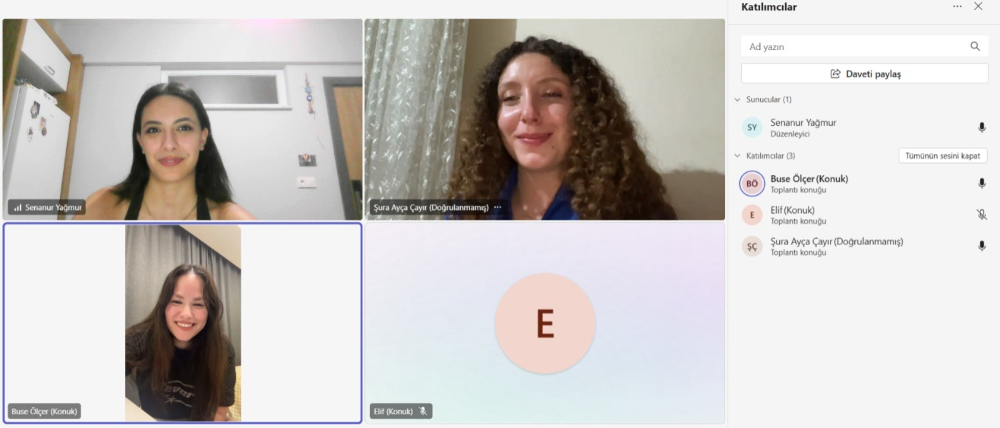 Katılımcılar
Ad yazın
Daveti paylaş
Sunucular (1)
SY
Senanur Yağmur
Düzenleyici
Katılımcılar (3)
Tümünün sesini kapat
BÖ
Buse Ölçer (Konuk)
Toplantı konuğu
E
Elif (Konuk)
Toplantı konuğu
ŞÇ
Şura Ayça Çayır (Doğrulanmamış)
Toplantı konuğu
Senanur Yağmur
Şura Ayça Çayır (Doğrulanmamış)
Buse Ölçer (Konuk)
E
Elif (Konuk)